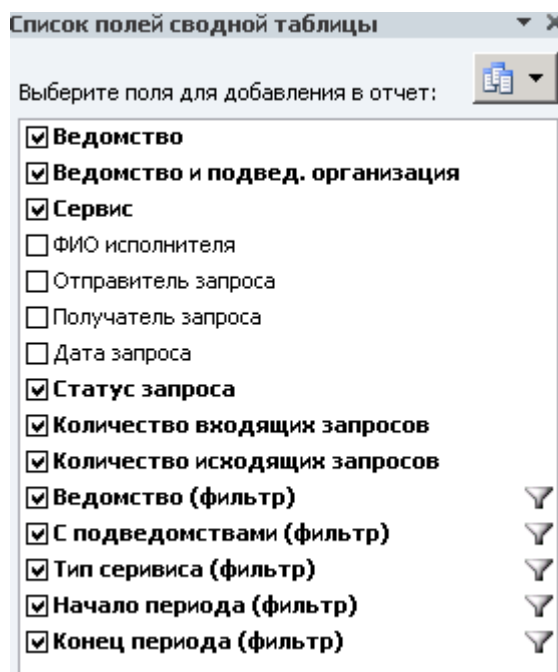 Список полей сводной таблицы
Выберите поля для добавления в отчет:
Ведомство
Ведомство и подвед. организация
Сервис
ФИО исполнителя
Отправитель запроса
Получатель запроса
Дата запроса
Статус запроса
Количество входящих запросов
Количество исходящих запросов
Ведомство (фильтр)
С подведомствами (фильтр)
Тип серивиса (фильтр)
Начало периода (фильтр)
Конец периода (фильтр)